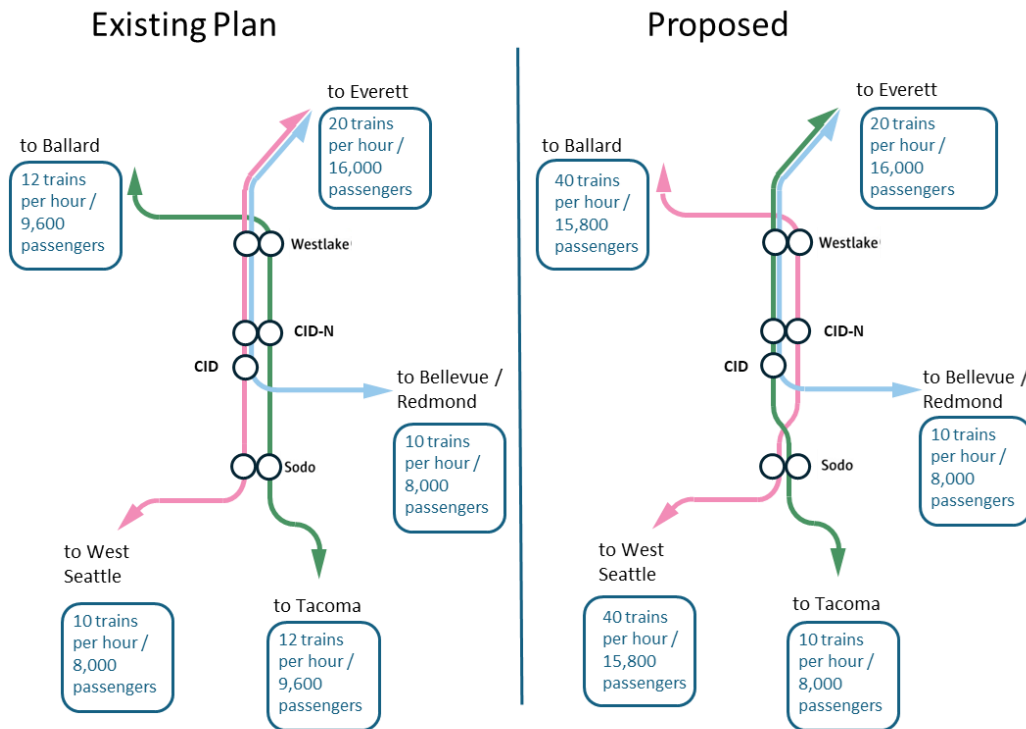 Existing Plan
to Everett
20 trains
per hour /
16,000
passengers
to Ballard
12 trains
per hour /
9,600
passengers
Westlake
CID-N
CID
to Bellevue /
Redmond
10 trains
per hour /
8,000
passengers
Sodo
to West
Seattle
10 trains
per hour /
8,000
passengers
to Tacoma
12 trains
per hour /
9,600
passengers
Proposed
to Everett
20 trains
per hour /
16,000
passengers
to Ballard
40 trains
per hour /
15,800
passengers
Westlake
CID-N
CID
to Bellevue /
Redmond
10 trains
per hour /
8,000
passengers
Sodo
to West
Seattle
40 trains
per hour /
15,800
passengers
to Tacoma
10 trains
per hour /
8,000
passengers